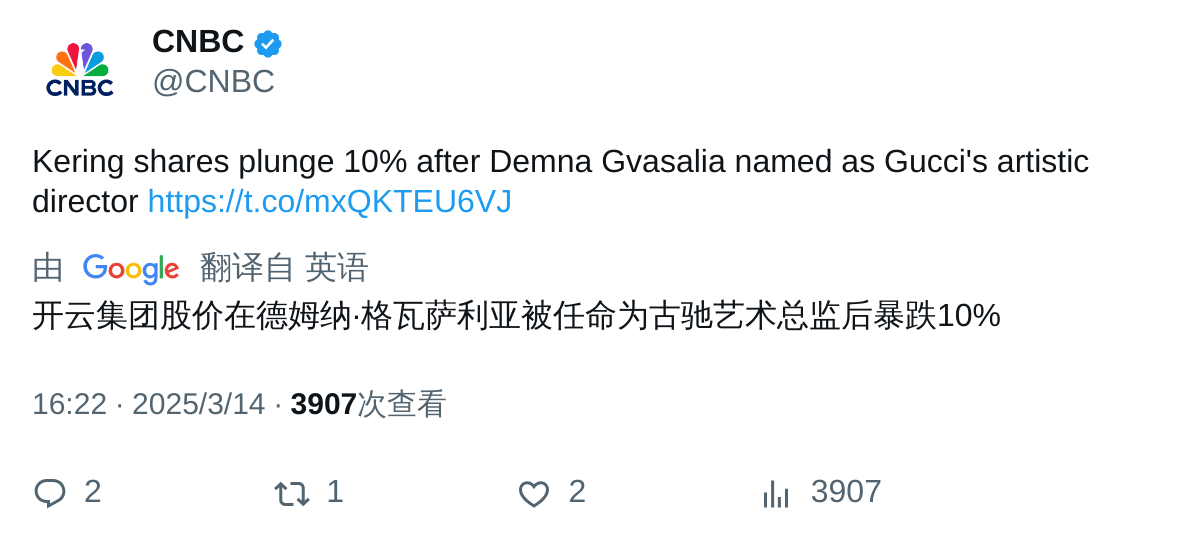 CNBC
CNBC
@CNBC
Kering shares plunge 10% after Demna Gvasalia named as Gucci's artistic
director https://t.co/mxQKTEU6VJ
由 Google 翻译自 英语
开云集团股价在德姆纳·格瓦萨利亚被任命为古驰艺术总监后暴跌10%
16:22 · 2025/3/14 · 3907次查看
2 1 2 3907